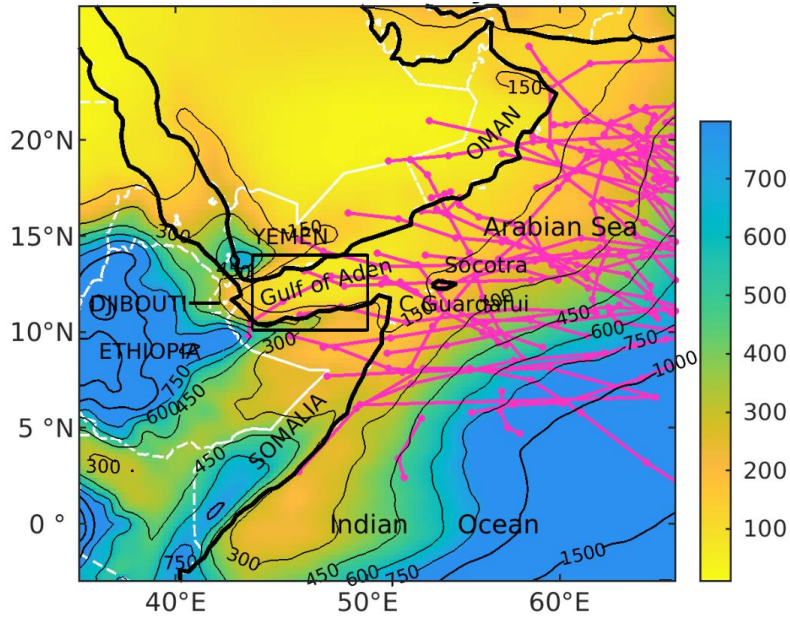 150
20°N
OMAN
700
15°N
300
150
YEMEN
Arabian Sea
600
450
Gulf of Aden
Socotra
500
DJIBOUTI
150
C.Guardafui
300
450
10°N
600
ETHIOPIA
300
750
400
750
1000
450
600
300
5 °N
SOMALIA
450
300
200
0 °
Indian Ocean
100
750
300
450
600
750
1500
40°E
50°E
60°E